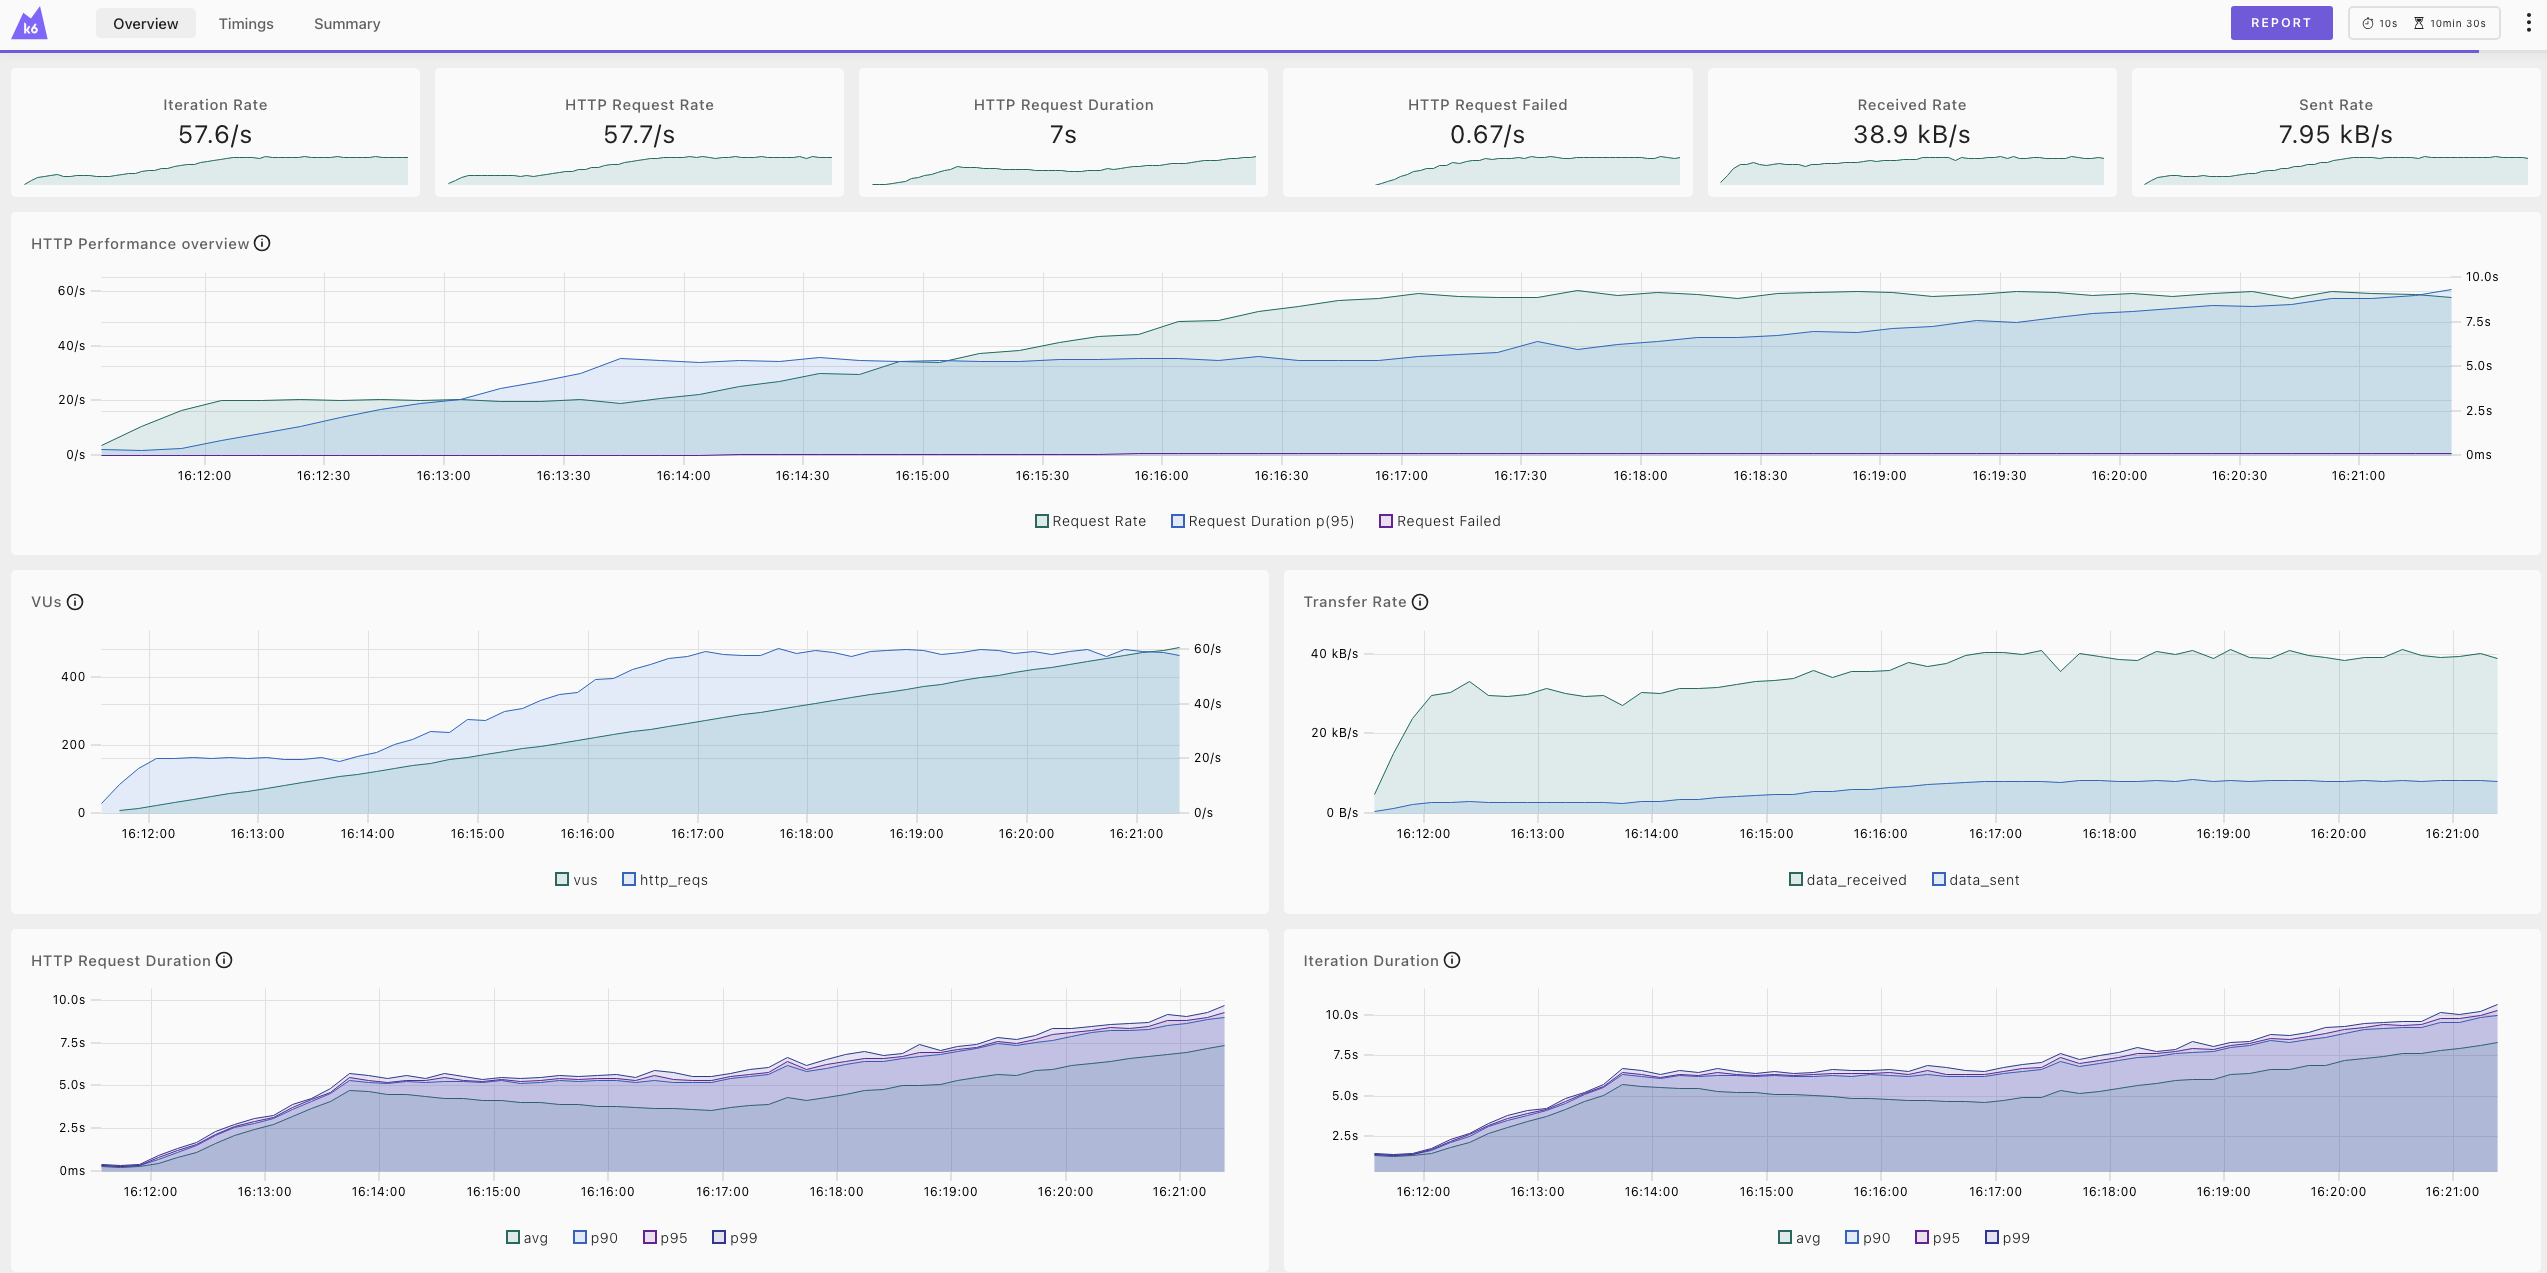 k6 Overview Timings Summary REPORT 10s 10min 30s
Iteration Rate
57.6/s
HTTP Request Rate
57.7/s
HTTP Request Duration
7s
HTTP Request Failed
0.67/s
Received Rate
38.9 kB/s
Sent Rate
7.95 kB/s
HTTP Performance overview
60/s
40/s
20/s
0/s
10.0s
7.5s
5.0s
2.5s
0ms
16:12:00 16:12:30 16:13:00 16:13:30 16:14:00 16:14:30 16:15:00 16:15:30 16:16:00 16:16:30 16:17:00 16:17:30 16:18:00 16:18:30 16:19:00 16:19:30 16:20:00 16:20:30 16:21:00
Request Rate Request Duration p(95) Request Failed
VUs
400
200
0
60/s
40/s
20/s
0/s
16:12:00 16:13:00 16:14:00 16:15:00 16:16:00 16:17:00 16:18:00 16:19:00 16:20:00 16:21:00
vus http_reqs
Transfer Rate
40 kB/s
20 kB/s
0 B/s
16:12:00 16:13:00 16:14:00 16:15:00 16:16:00 16:17:00 16:18:00 16:19:00 16:20:00 16:21:00
data_received data_sent
HTTP Request Duration
10.0s
7.5s
5.0s
2.5s
0ms
16:12:00 16:13:00 16:14:00 16:15:00 16:16:00 16:17:00 16:18:00 16:19:00 16:20:00 16:21:00
avg p90 p95 p99
Iteration Duration
10.0s
7.5s
5.0s
2.5s
16:12:00 16:13:00 16:14:00 16:15:00 16:16:00 16:17:00 16:18:00 16:19:00 16:20:00 16:21:00
avg p90 p95 p99